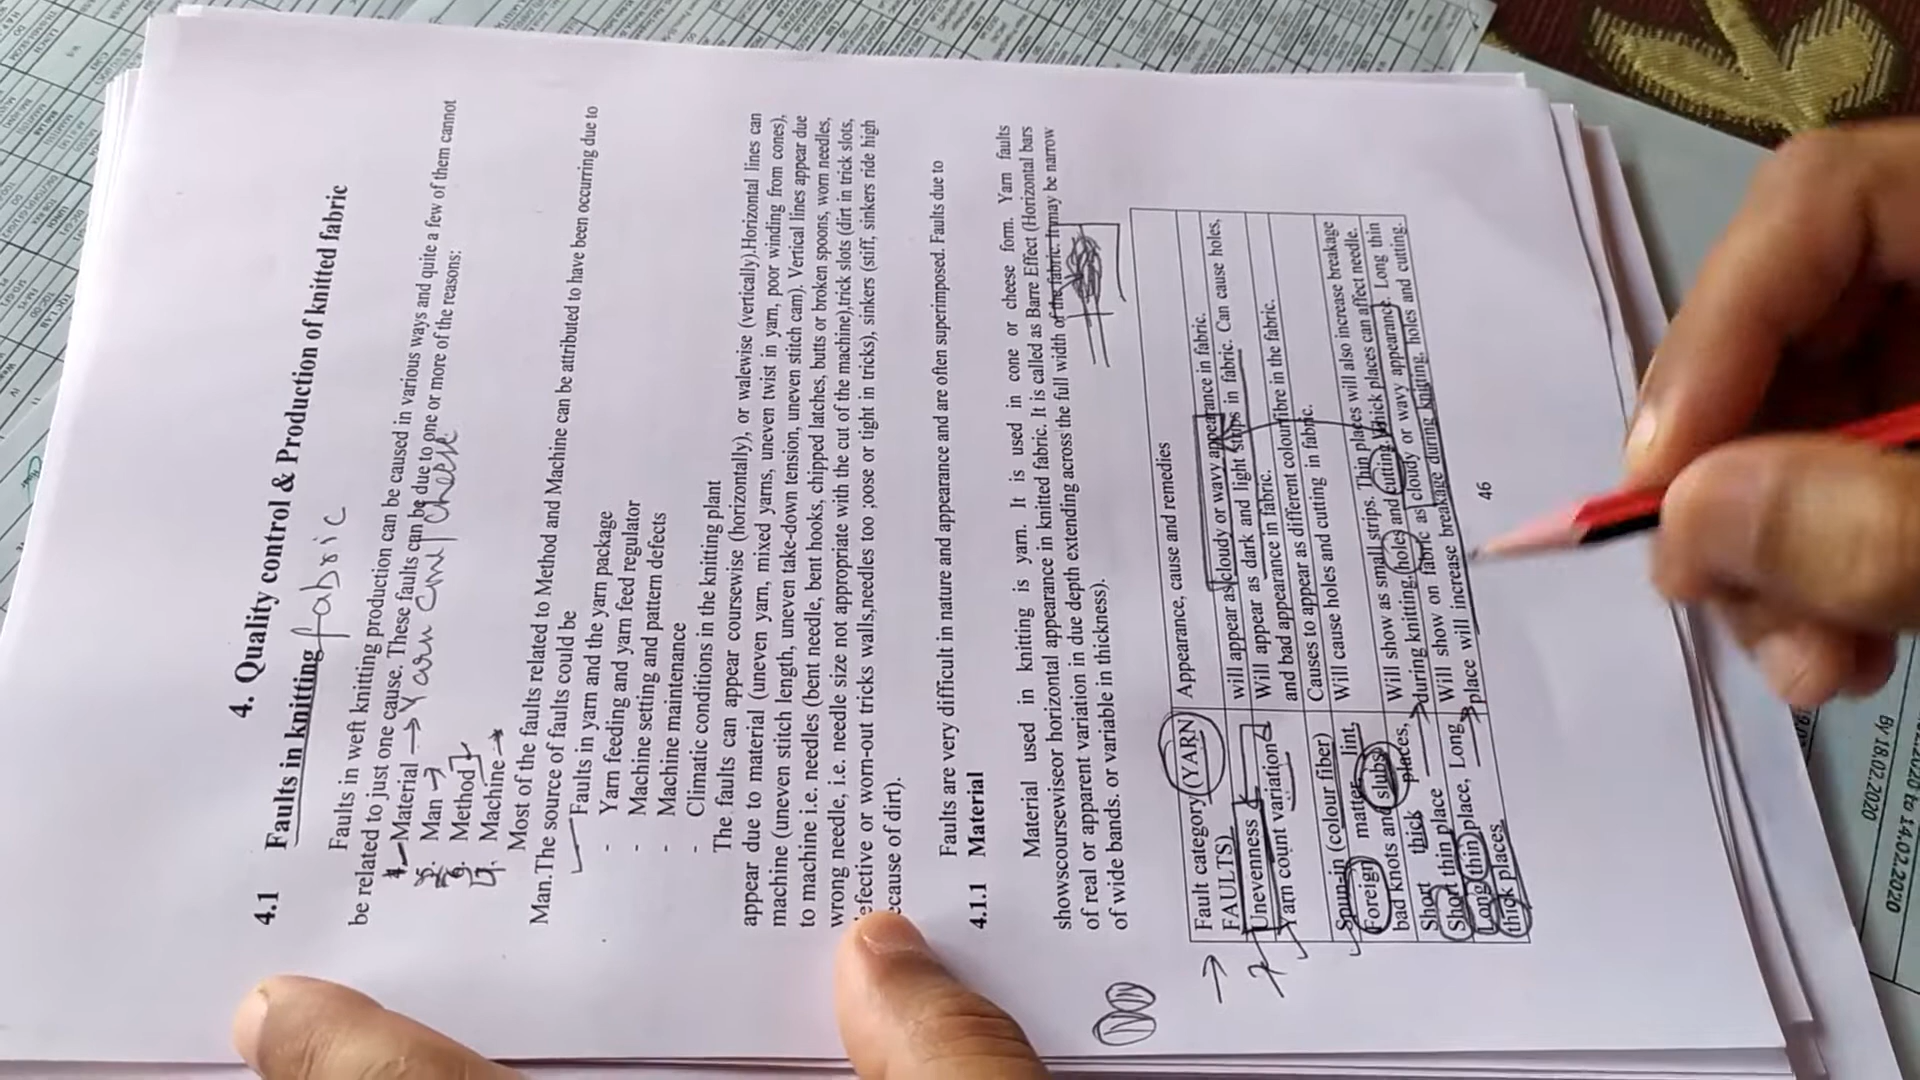 4. Quality control & Production of knitted fabric
4.1 Faults in knitting fabric
Faults in weft knitting production can be caused in various ways and quite a few of them cannot
be related to just one cause. These faults can be due to one or more of the reasons:
Material → Yarn cone/cheese
Man →
Method
4. Machine →
Most of the faults related to Method and Machine can be attributed to have been occurring due to
Man.The source of faults could be
Faults in yarn and the yarn package
- Yarn feeding and yarn feed regulator
- Machine setting and pattern defects
- Machine maintenance
- Climatic conditions in the knitting plant
The faults can appear coursewise (horizontally), or walewise (vertically).Horizontal lines can
appear due to material (uneven yarn, mixed yarns, uneven twist in yarn, poor winding from cones),
machine (uneven stitch length, uneven take-down tension, uneven stitch cam). Vertical lines appear due
to machine i.e. needles (bent needle, bent hooks, chipped latches, butts or broken spoons, worn needles,
wrong needle, i.e. needle size not appropriate with the cut of the machine),trick slots (dirt in trick slots,
efective or worn-out tricks walls,needles too ;oose or tight in tricks), sinkers (stiff, sinkers ride high
ecause of dirt).
Faults are very difficult in nature and appearance and are often superimposed. Faults due to
4.1.1 Material
Material used in knitting is yarn. It is used in cone or cheese form. Yarn faults
showscoursewiseor horizontal appearance in knitted fabric. It is called as Barre Effect (Horizontal bars
of real or apparent variation in due depth extending across the full width of the fabric. It may be narrow
of wide bands. or variable in thickness).
Fault category (YARN FAULTS)
Appearance, cause and remedies
Unevenness
Will appear as cloudy or wavy appearance in fabric.
Yarn count variation
Will appear as dark and light strips in fabric. Can cause holes,
and bad appearance in fabric.
Spun-in (colour fiber)
Causes to appear as different colour fibre in the fabric.
Foreign matter lint,
bad knots and slubs
Will cause holes and cutting in fabric.
Short thick places,
Short thin place
Will show as small strips. Thin places will also increase breakage
during knitting, holes and cutting. Thick places can affect needle.
Long thin place, Long
thick places
Will show on fabric as cloudy or wavy appearance. Long thin
place will increase breakage during knitting, holes and cutting.
46
By 18.02.2020
2.2020 to 14.02.2020